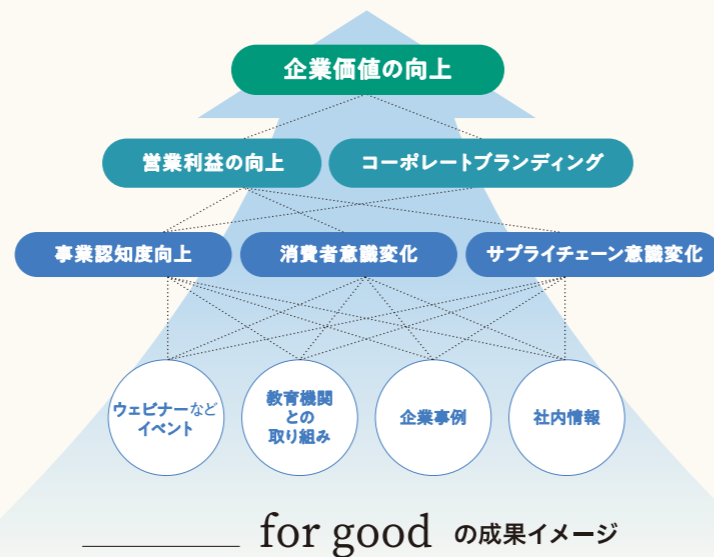 企業価値の向上
営業利益の向上
コーポレートブランディング
事業認知度向上
消費者意識変化
サプライチェーン意識変化
ウェビナーなど
イベント
教育機関
との
取り組み
企業事例
社内情報
for good の成果イメージ